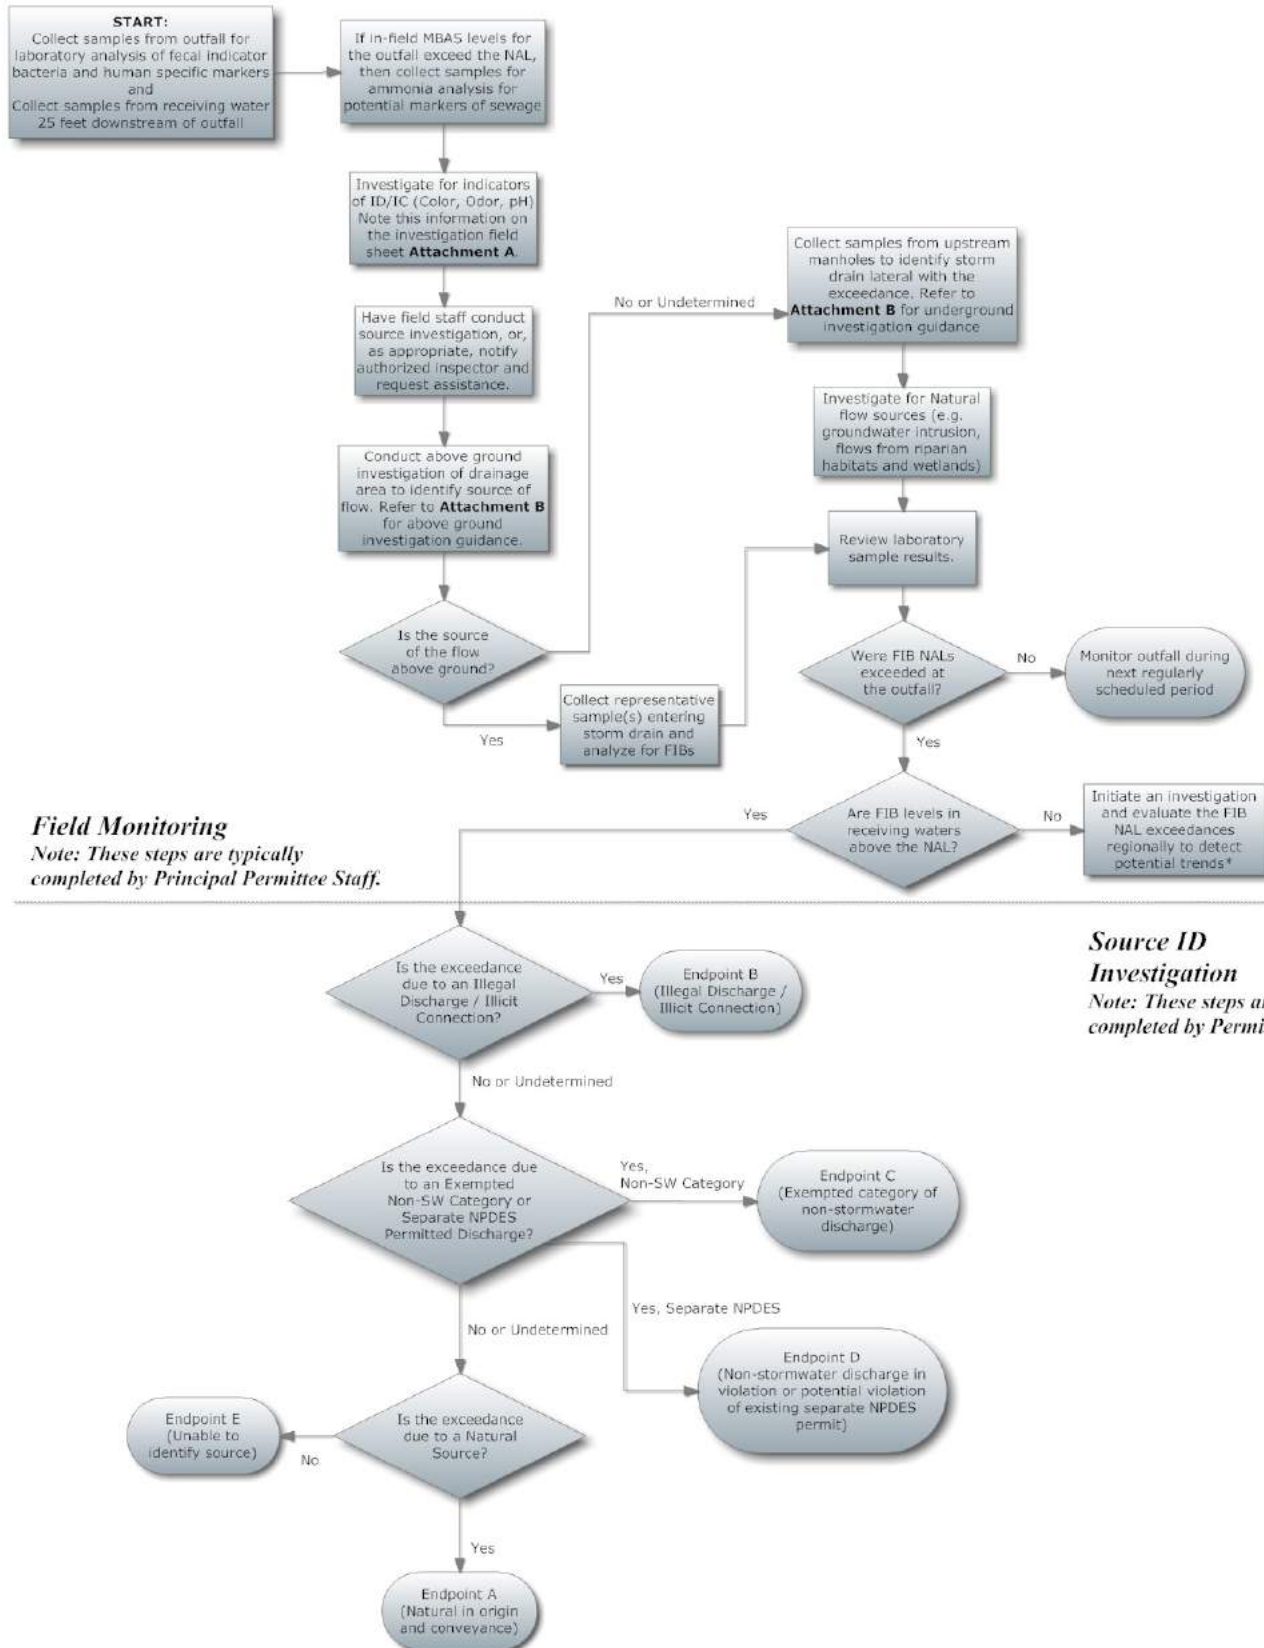 START:
Collect samples from outfall for
laboratory analysis of fecal indicator
bacteria and human specific markers
and
Collect samples from receiving water
25 feet downstream of outfall
If in-field MBAS levels for
the outfall exceed the NAL,
then collect samples for
ammonia analysis for
potential markers of sewage
Investigate for indicators
of ID/IC (Color, Odor, pH)
Note this information on
the investigation field
sheet Attachment A.
Have field staff conduct
source investigation, or,
as appropriate, notify
authorized inspector and
request assistance.
Conduct above ground
investigation of drainage
area to identify source of
flow. Refer to Attachment B
for above ground
investigation guidance.
Is the source
of the flow
above ground?
No or Undetermined
Yes
Collect representative
sample(s) entering
storm drain and
analyze for FIBs
Collect samples from upstream
manholes to identify storm
drain lateral with the
exceedance. Refer to
Attachment B for underground
investigation guidance
Investigate for Natural
flow sources (e.g.
groundwater intrusion,
flows from riparian
habitats and wetlands)
Review laboratory
sample results.
Were FIB NALs
exceeded at
the outfall?
No
Monitor outfall during
next regularly
scheduled period
Yes
Are FIB levels in
receiving waters
above the NAL?
No
Initiate an investigation
and evaluate the FIB
NAL exceedances
regionally to detect
potential trends*
Yes
Field Monitoring
Note: These steps are typically
completed by Principal Permittee Staff.
Source ID
Investigation
Note: These steps
completed by
Is the exceedance
due to an Illegal
Discharge / Illicit
Connection?
Yes
Endpoint B
(Illegal Discharge /
Illicit Connection)
No or Undetermined
Is the exceedance due
to an Exempted
Non-SW Category or
Separate NPDES
Permitted Discharge?
Yes,
Non-SW Category
Endpoint C
(Exempted category of
non-stormwater
discharge)
Yes, Separate NPDES
Endpoint D
(Non-stormwater discharge in
violation or potential violation
of existing separate NPDES
permit)
No or Undetermined
Is the exceedance
due to a Natural
Source?
No
Endpoint E
(Unable to
identify source)
Yes
Endpoint A
(Natural in origin
and conveyance)